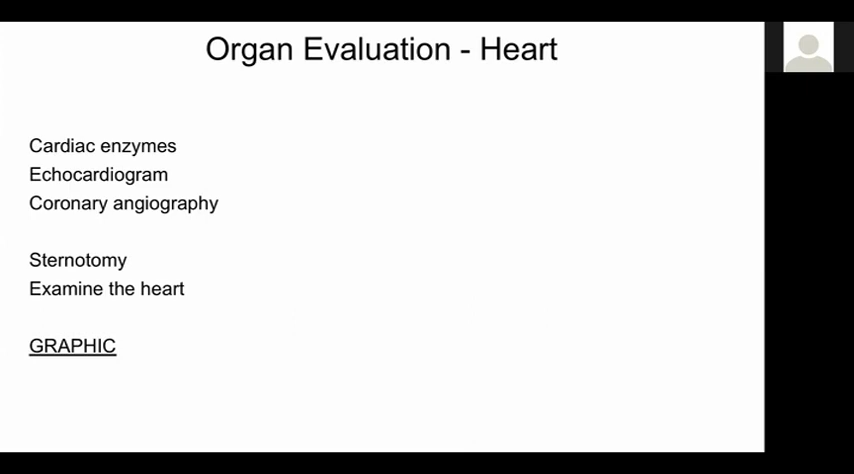 Organ Evaluation - Heart
Cardiac enzymes
Echocardiogram
Coronary angiography
Sternotomy
Examine the heart
GRAPHIC